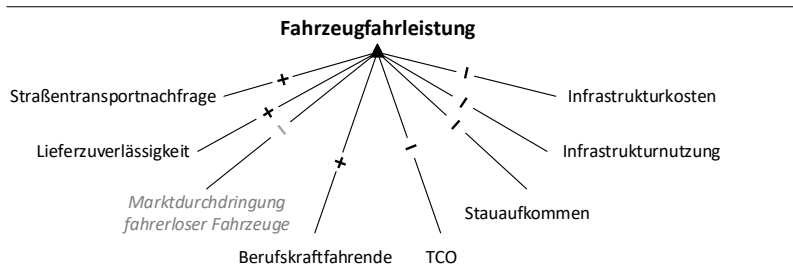 Fahrzeugfahrleistung
+
−
Straßentransportnachfrage
Infrastrukturkosten
+
−
−
−
Lieferzuverlässigkeit
Infrastrukturnutzung
+
−
Marktdurchdringung
fahrerloser Fahrzeuge
Stauaufkommen
Berufskraftfahrende
TCO